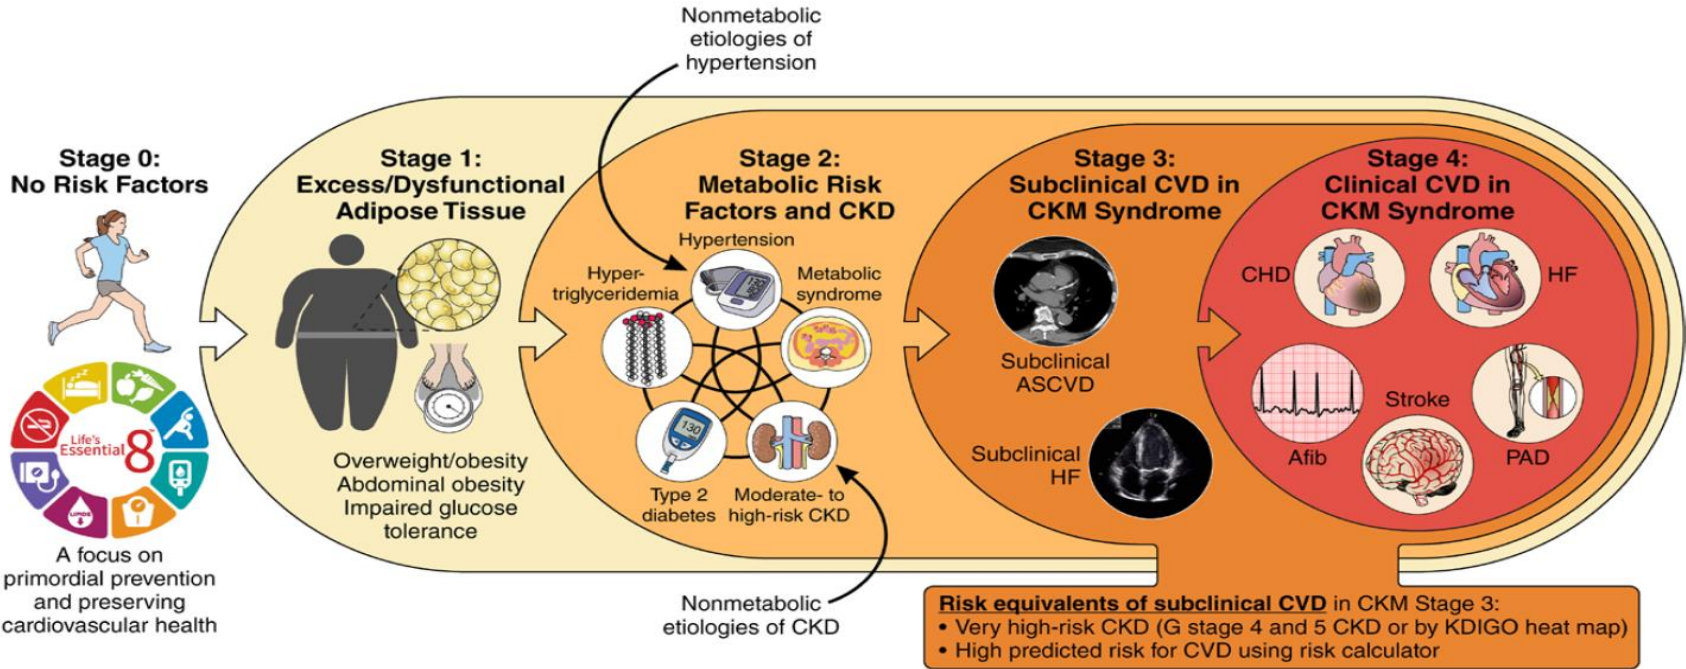 Nonmetabolic
etiologies of
hypertension
Stage 0:
No Risk Factors
Life's
Essential 8™
LIPIDS
A focus on
primordial prevention
and preserving
cardiovascular health
Stage 1:
Excess/Dysfunctional
Adipose Tissue
Overweight/obesity
Abdominal obesity
Impaired glucose
tolerance
Stage 2:
Metabolic Risk
Factors and CKD
Hypertension
Hyper-
triglyceridemia
Metabolic
syndrome
130
Type 2
diabetes
Moderate- to
high-risk CKD
Nonmetabolic
etiologies of CKD
Stage 3:
Subclinical CVD in
CKM Syndrome
Subclinical
ASCVD
Subclinical
HF
Stage 4:
Clinical CVD in
CKM Syndrome
CHD
HF
Afib
Stroke
PAD
Risk equivalents of subclinical CVD in CKM Stage 3:
• Very high-risk CKD (G stage 4 and 5 CKD or by KDIGO heat map)
• High predicted risk for CVD using risk calculator